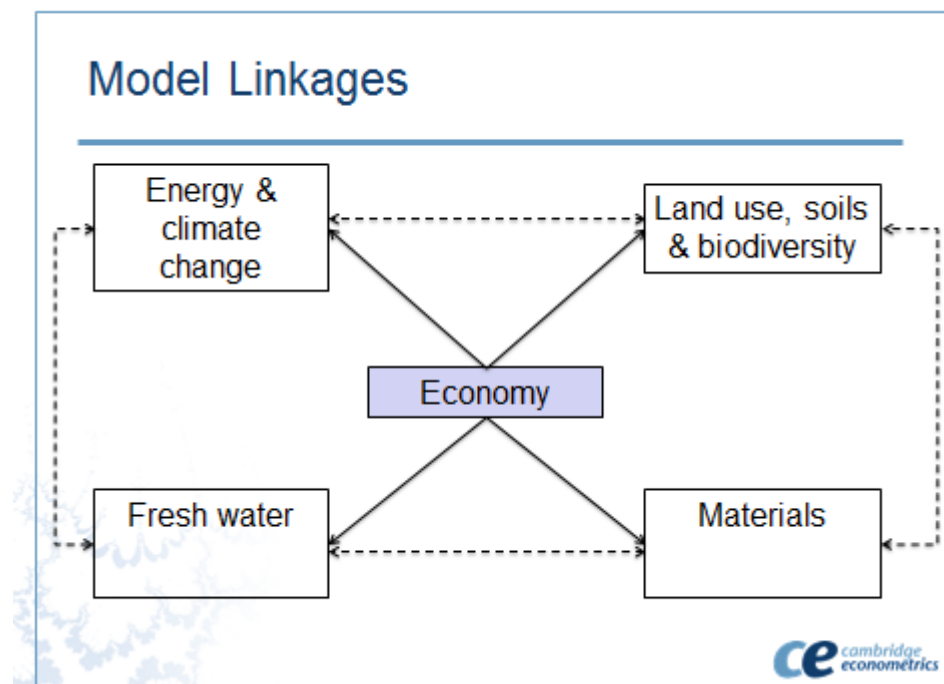 Model Linkages
Energy &
climate
change
Land use, soils
& biodiversity
Economy
Fresh water
Materials
ce cambridge
econometrics